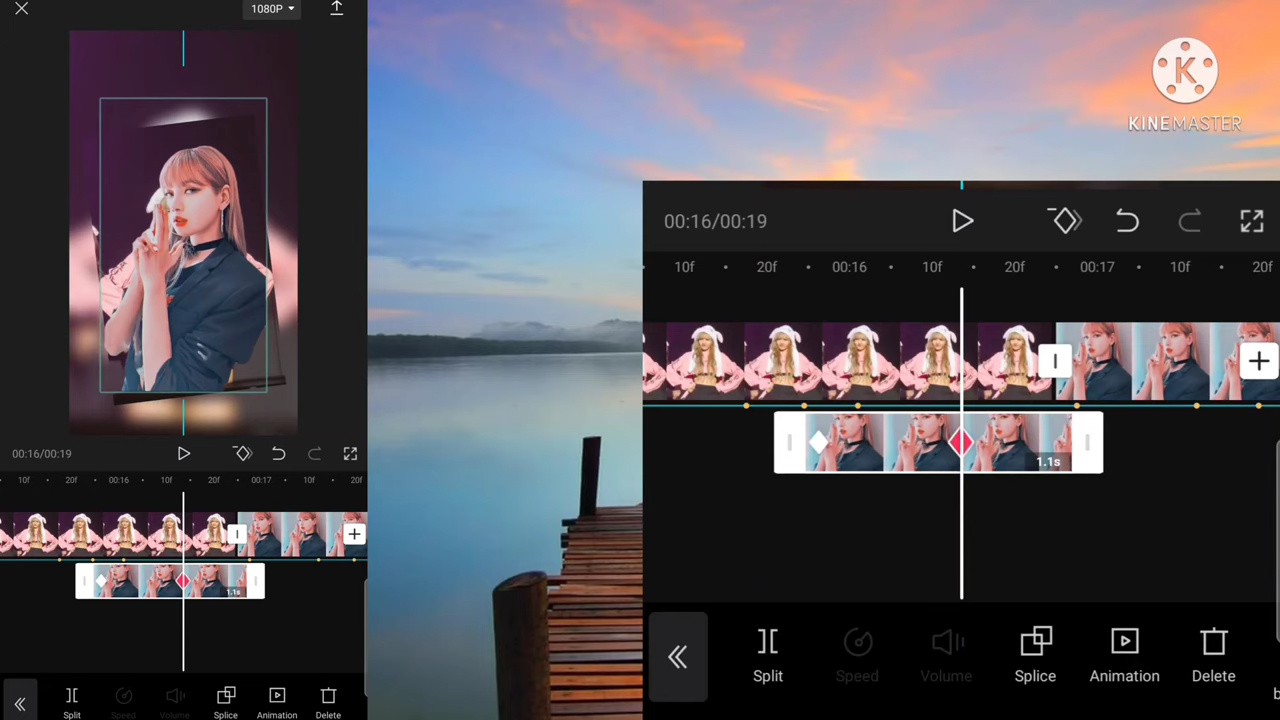 1080P
00:16/00:19
10f 20f 00:16 10f 20f 00:17 10f 20f
1.1s
Split Speed Volume Splice Animation Delete
KINEMASTER
00:16/00:19
10f 20f 00:16 10f 20f 00:17 10f 20f
1.1s
Split Speed Volume Splice Animation Delete